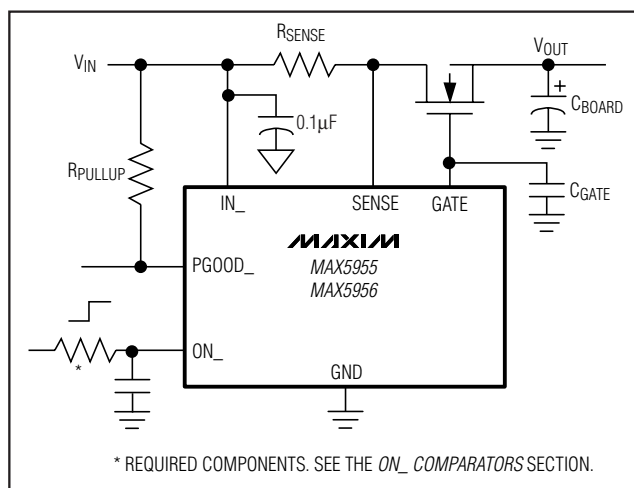 RSENSE
VIN
VOUT
+
CBOARD
0.1µF
RPULLUP
CGATE
IN_
SENSE
GATE
MAXIM
PGOOD_
MAX5955
MAX5956
ON_
*
GND
* REQUIRED COMPONENTS. SEE THE ON_ COMPARATORS SECTION.